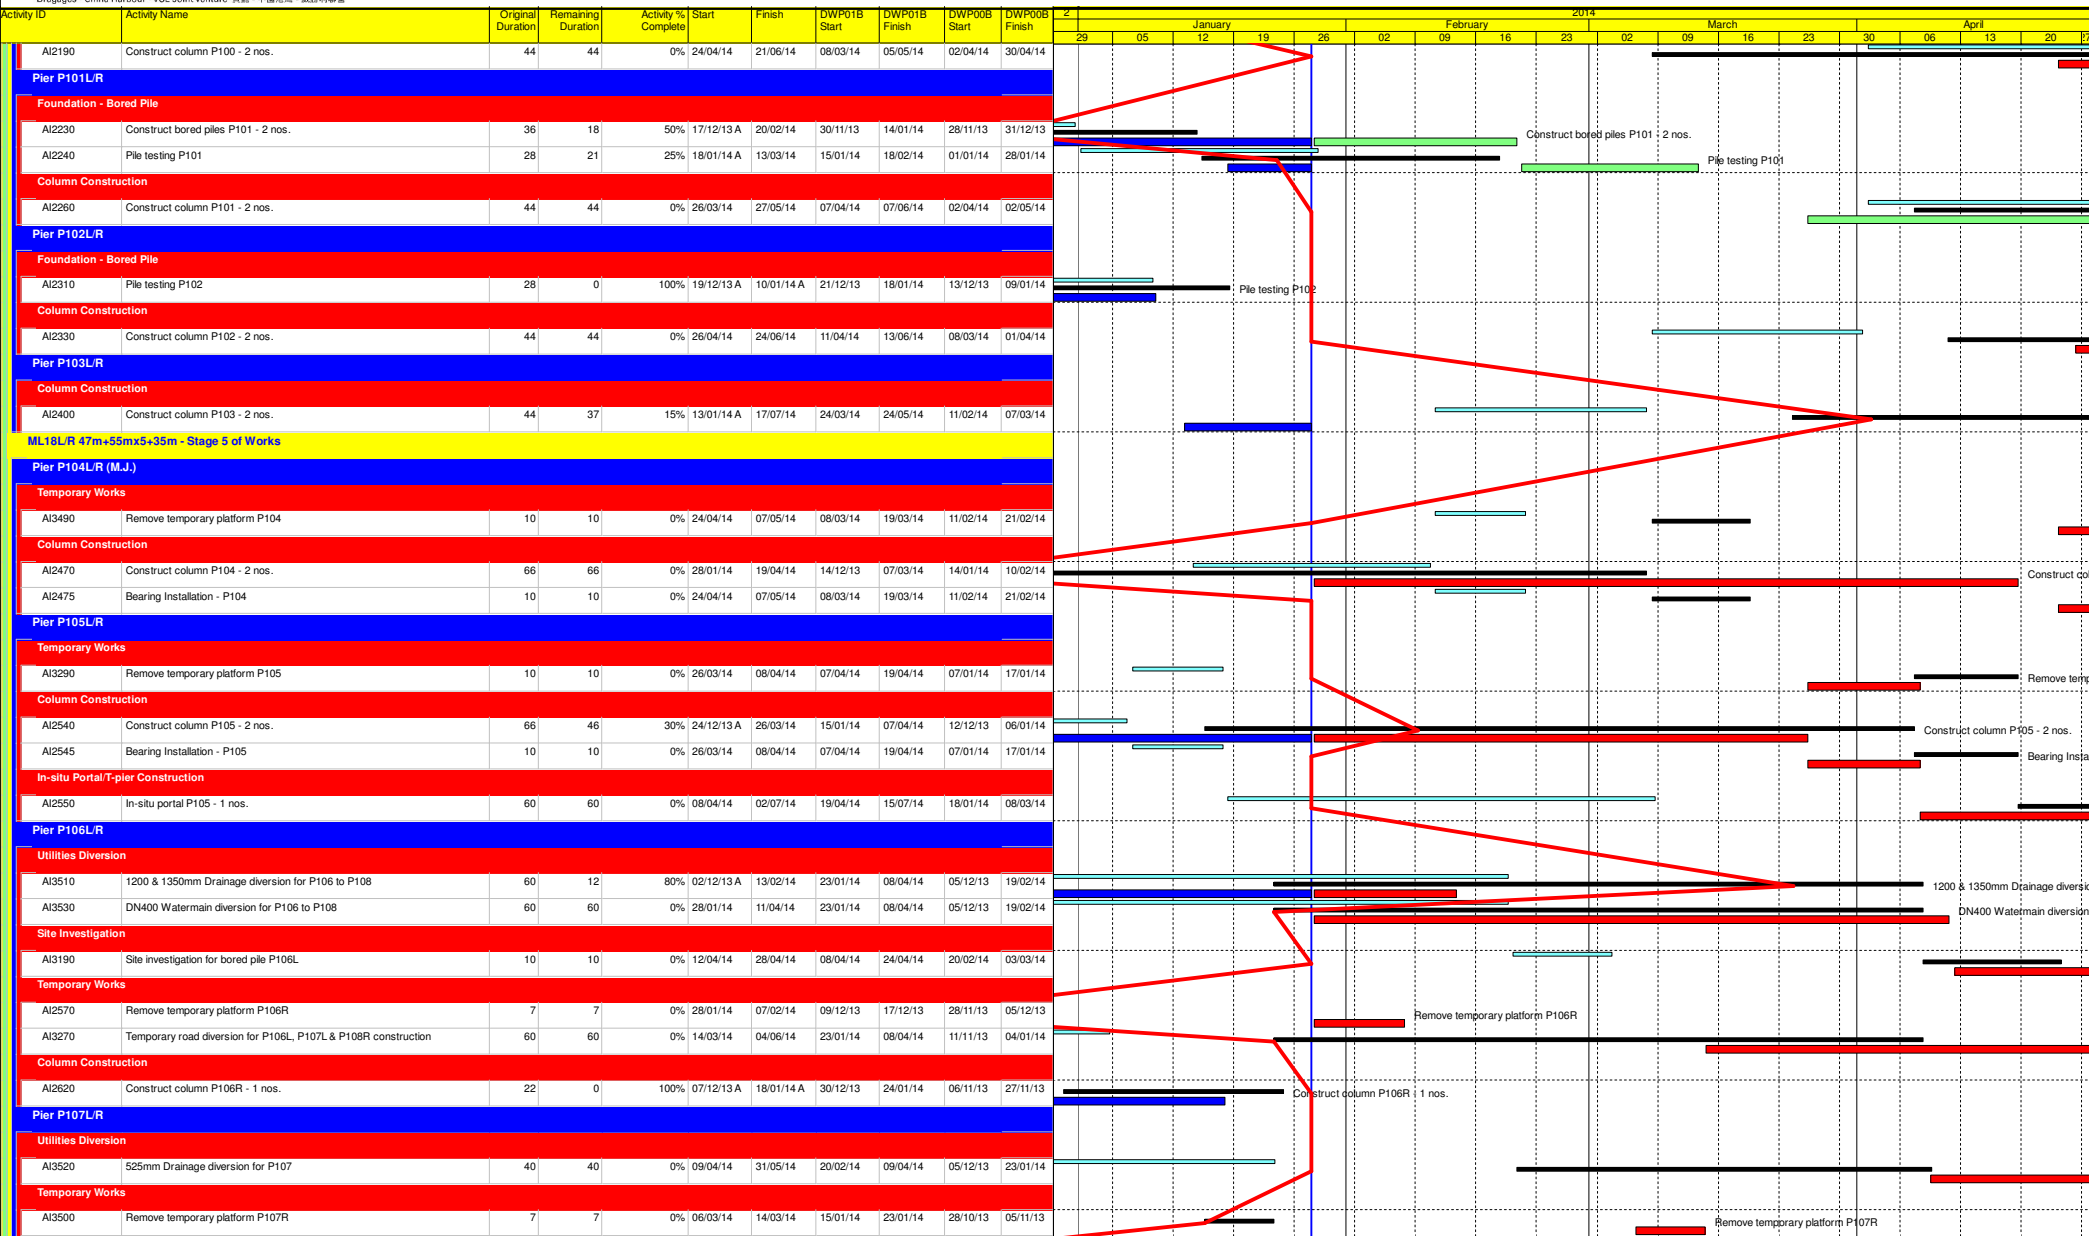 Activity ID Activity Name Original Duration Remaining Duration Activity % Complete Start Finish DWP01B Start DWP01B Finish DWP00B Start DWP00B Finish
2 2014
January February March April
29 05 12 19 26 02 09 16 23 02 09 16 23 30 06 13 20 27
AI2190 Construct column P100 - 2 nos. 44 44 0% 24/04/14 21/06/14 08/03/14 05/05/14 02/04/14 30/04/14
Pier P101L/R
Foundation - Bored Pile
AI2230 Construct bored piles P101 - 2 nos. 36 18 50% 17/12/13 A 20/02/14 30/11/13 14/01/14 28/11/13 31/12/13 Construct bored piles P101 - 2 nos.
AI2240 Pile testing P101 28 21 25% 18/01/14 A 13/03/14 15/01/14 18/02/14 01/01/14 28/01/14 Pile testing P101
Column Construction
AI2260 Construct column P101 - 2 nos. 44 44 0% 26/03/14 27/05/14 07/04/14 07/06/14 02/04/14 02/05/14
Pier P102L/R
Foundation - Bored Pile
AI2310 Pile testing P102 28 0 100% 19/12/13 A 10/01/14 A 21/12/13 18/01/14 13/12/13 09/01/14 Pile testing P102
Column Construction
AI2330 Construct column P102 - 2 nos. 44 44 0% 26/04/14 24/06/14 11/04/14 13/06/14 08/03/14 01/04/14
Pier P103L/R
Column Construction
AI2400 Construct column P103 - 2 nos. 44 37 15% 13/01/14 A 17/07/14 24/03/14 24/05/14 11/02/14 07/03/14
ML18L/R 47m+55mx5+35m - Stage 5 of Works
Pier P104L/R (M.J.)
Temporary Works
AI3490 Remove temporary platform P104 10 10 0% 24/04/14 07/05/14 08/03/14 19/03/14 11/02/14 21/02/14
Column Construction
AI2470 Construct column P104 - 2 nos. 66 66 0% 28/01/14 19/04/14 14/12/13 07/03/14 14/01/14 10/02/14 Construct co
AI2475 Bearing Installation - P104 10 10 0% 24/04/14 07/05/14 08/03/14 19/03/14 11/02/14 21/02/14
Pier P105L/R
Temporary Works
AI3290 Remove temporary platform P105 10 10 0% 26/03/14 08/04/14 07/04/14 19/04/14 07/01/14 17/01/14 Remove temp
Column Construction
AI2540 Construct column P105 - 2 nos. 66 46 30% 24/12/13 A 26/03/14 15/01/14 07/04/14 12/12/13 06/01/14 Construct column P105 - 2 nos.
AI2545 Bearing Installation - P105 10 10 0% 26/03/14 08/04/14 07/04/14 19/04/14 07/01/14 17/01/14 Bearing Insta
In-situ Portal/T-pier Construction
AI2550 In-situ portal P105 - 1 nos. 60 60 0% 08/04/14 02/07/14 19/04/14 15/07/14 18/01/14 08/03/14
Pier P106L/R
Utilities Diversion
AI3510 1200 & 1350mm Drainage diversion for P106 to P108 60 12 80% 02/12/13 A 13/02/14 23/01/14 08/04/14 05/12/13 19/02/14 1200 & 1350mm Drainage diversi
AI3530 DN400 Watermain diversion for P106 to P108 60 60 0% 28/01/14 11/04/14 23/01/14 08/04/14 05/12/13 19/02/14 DN400 Watermain diversion
Site Investigation
AI3190 Site investigation for bored pile P106L 10 10 0% 12/04/14 28/04/14 08/04/14 24/04/14 20/02/14 03/03/14
Temporary Works
AI2570 Remove temporary platform P106R 7 7 0% 28/01/14 07/02/14 09/12/13 17/12/13 28/11/13 05/12/13 Remove temporary platform P106R
AI3270 Temporary road diversion for P106L, P107L & P108R construction 60 60 0% 14/03/14 04/06/14 23/01/14 08/04/14 11/11/13 04/01/14
Column Construction
AI2620 Construct column P106R - 1 nos. 22 0 100% 07/12/13 A 18/01/14 A 30/12/13 24/01/14 06/11/13 27/11/13 Construct column P106R - 1 nos.
Pier P107L/R
Utilities Diversion
AI3520 525mm Drainage diversion for P107 40 40 0% 09/04/14 31/05/14 20/02/14 09/04/14 05/12/13 23/01/14
Temporary Works
AI3500 Remove temporary platform P107R 7 7 0% 06/03/14 14/03/14 15/01/14 23/01/14 28/10/13 05/11/13 Remove temporary platform P107R